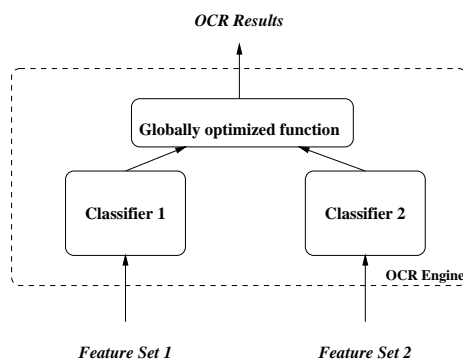 OCR Results
Globally optimized function
Classifier 1
Classifier 2
OCR Engine
Feature Set 1
Feature Set 2